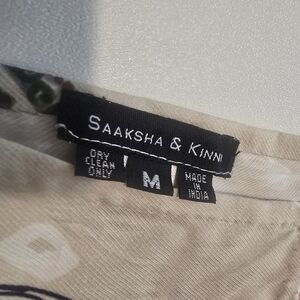 SAAKSHA & KINNI
DRY
CLEAN
ONLY
M
MADE
IN
INDIA